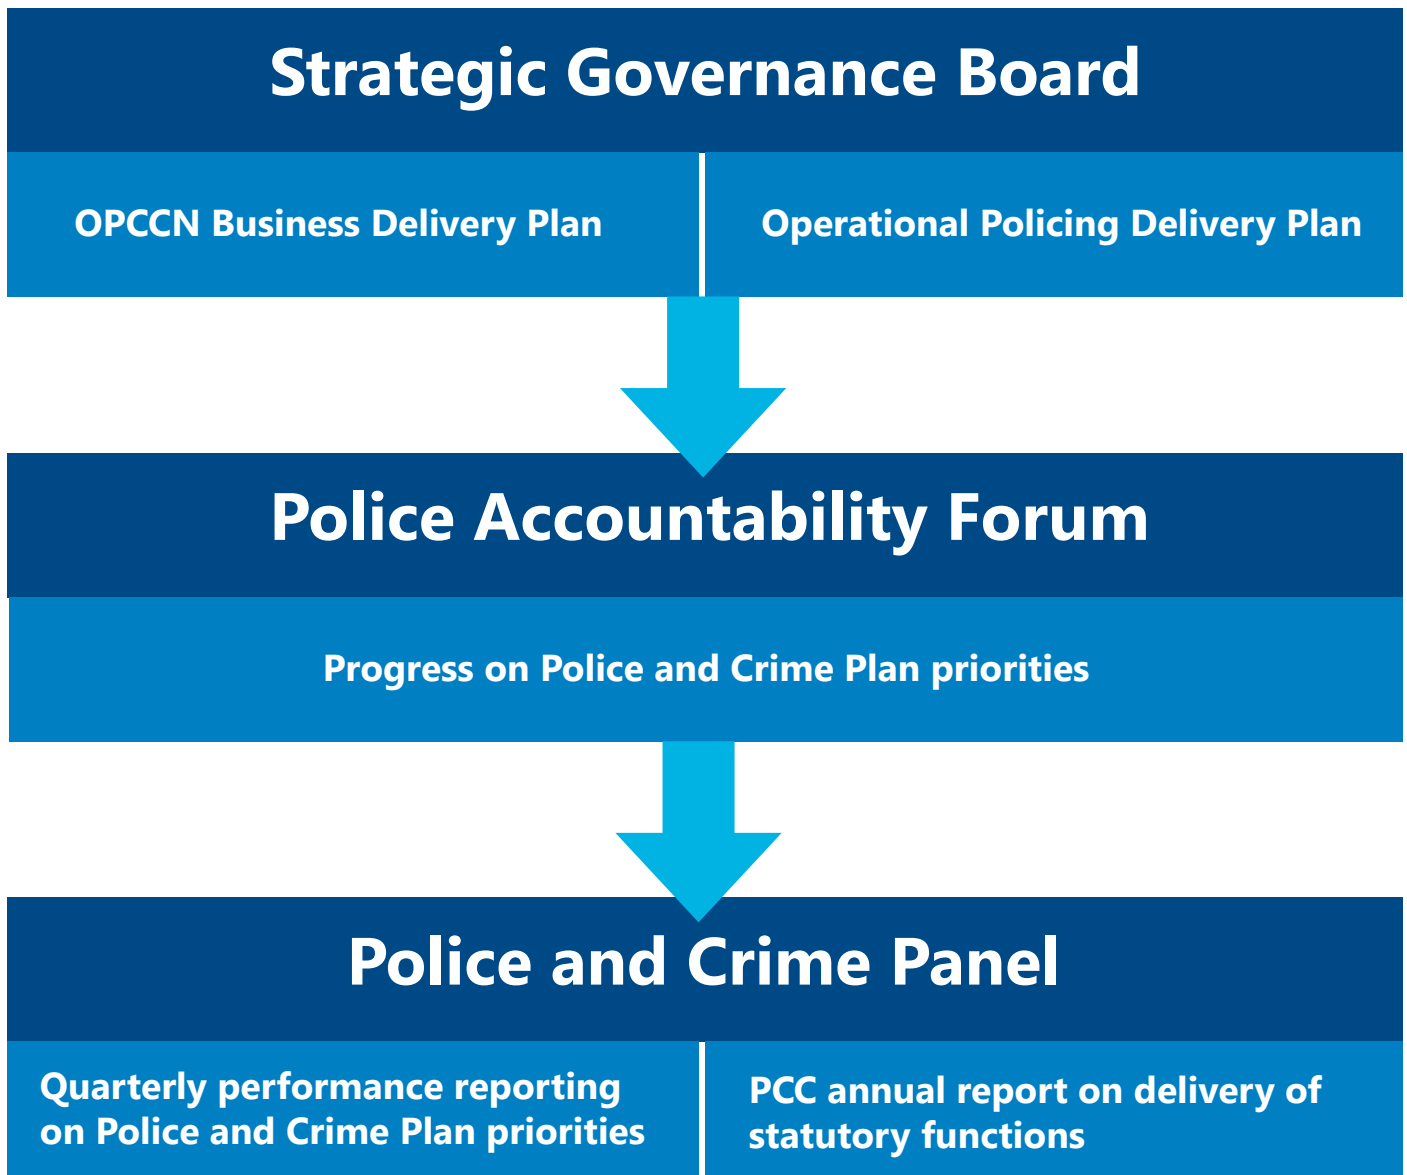 Strategic Governance Board
OPCCN Business Delivery Plan
Operational Policing Delivery Plan
Police Accountability Forum
Progress on Police and Crime Plan priorities
Police and Crime Panel
Quarterly performance reporting
on Police and Crime Plan priorities
PCC annual report on delivery of
statutory functions